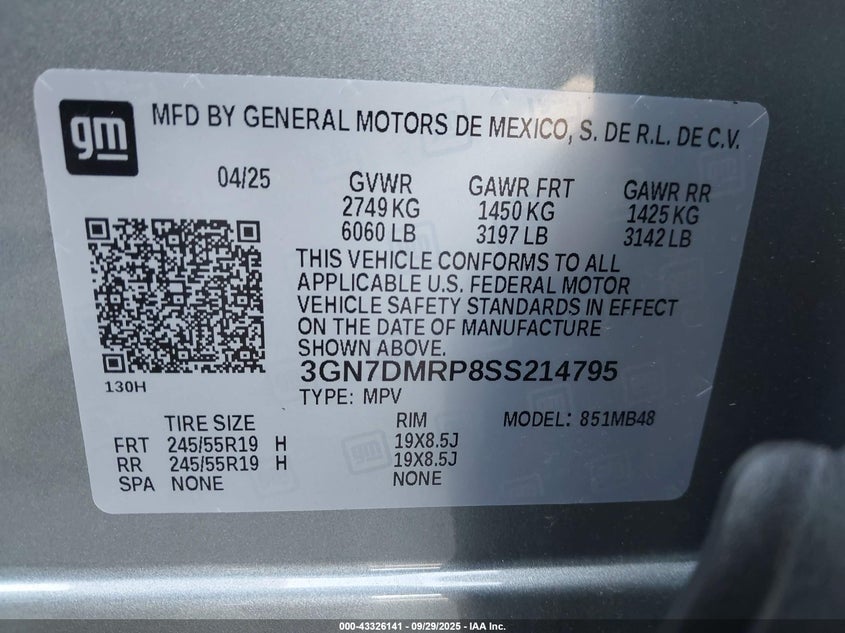 gm
MFD BY GENERAL MOTORS DE MEXICO, S. DE R.L. DE C.V.
04/25 GVWR GAWR FRT GAWR RR
2749 KG 1450 KG 1425 KG
6060 LB 3197 LB 3142 LB
THIS VEHICLE CONFORMS TO ALL
APPLICABLE U.S. FEDERAL MOTOR
VEHICLE SAFETY STANDARDS IN EFFECT
ON THE DATE OF MANUFACTURE
SHOWN ABOVE.
130H
3GN7DMRP8SS214795
TYPE: MPV
TIRE SIZE RIM MODEL: 851MB48
FRT 245/55R19 H 19X8.5J
RR 245/55R19 H 19X8.5J
SPA NONE NONE
000-43326141 - 09/29/2025 - IAA Inc.